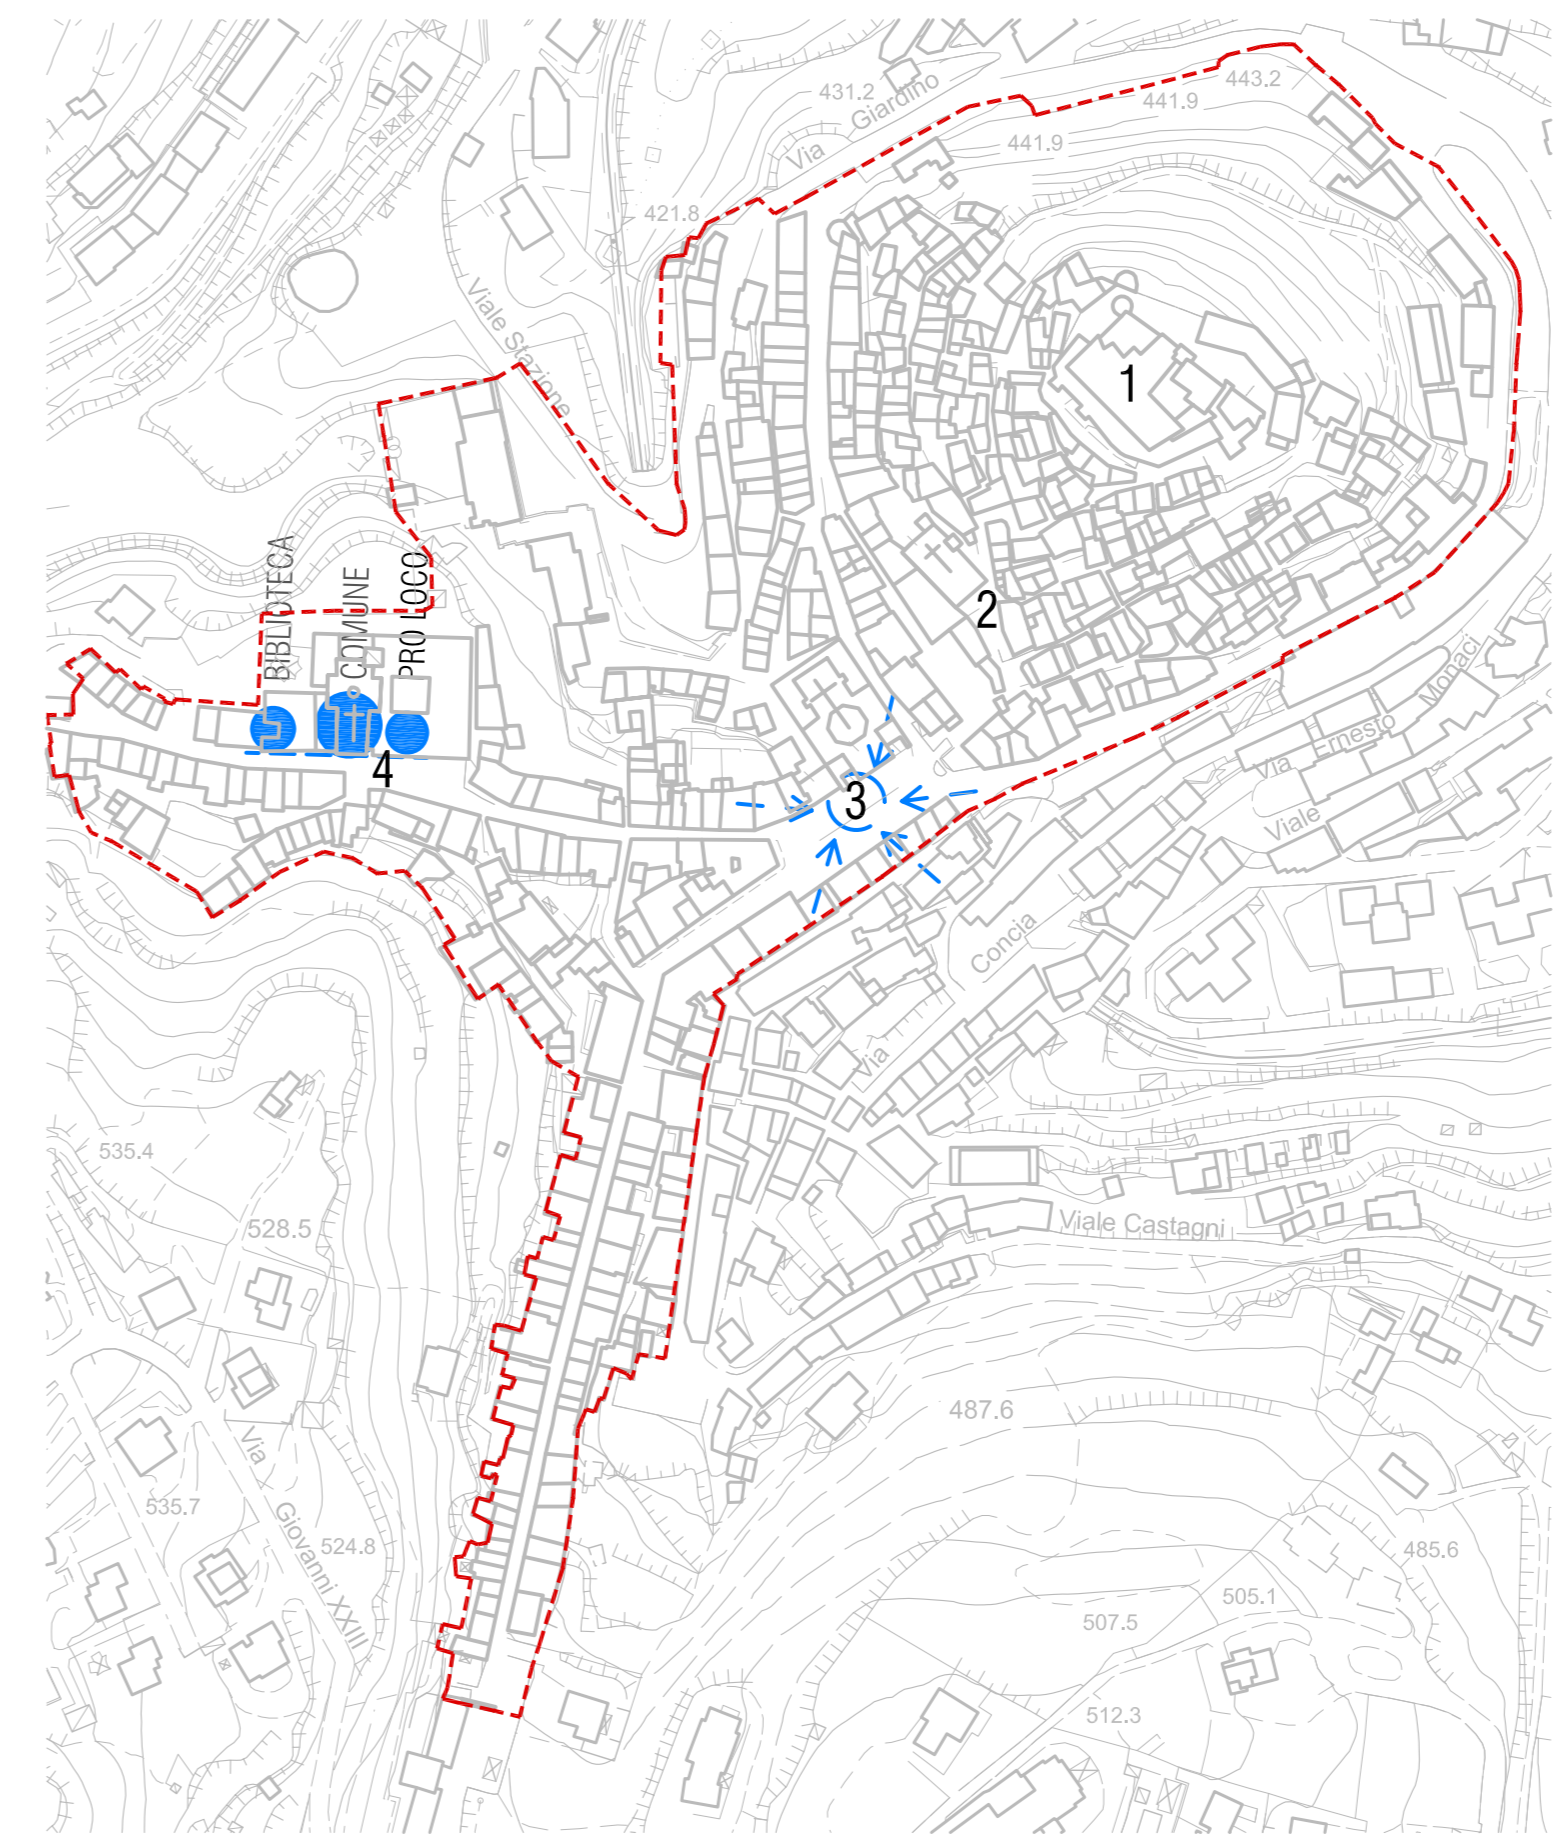 443.2
431.2
441.9
Via Giardino
441.9
421.8
Viale Stazione
1
BIBLIOTECA
COMUNE
PRO LOCO
2
Via Ernesto Monaci
4
3
Viale
Via Concia
535.4
528.5
Viale Castagni
487.6
Via Giovanni XXIII
535.7
524.8
485.6
505.1
507.5
512.3